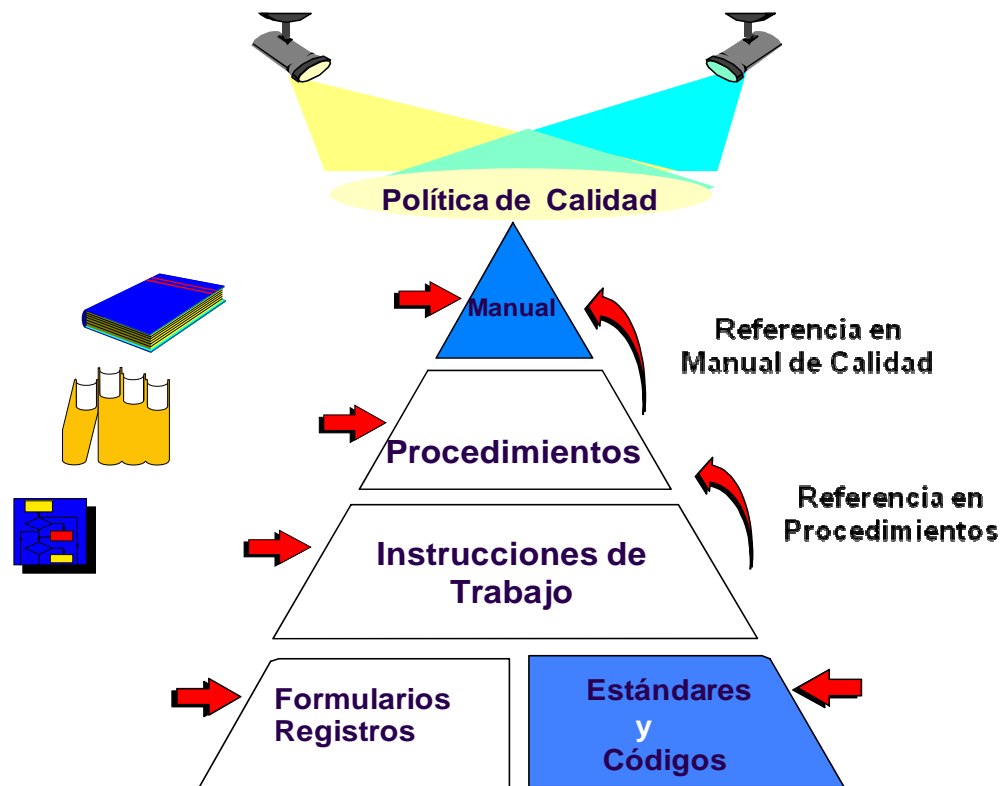 Política de Calidad
Manual
Referencia en
Manual de Calidad
Procedimientos
Referencia en
Procedimientos
Instrucciones de
Trabajo
Formularios
Registros
Estándares
y
Códigos